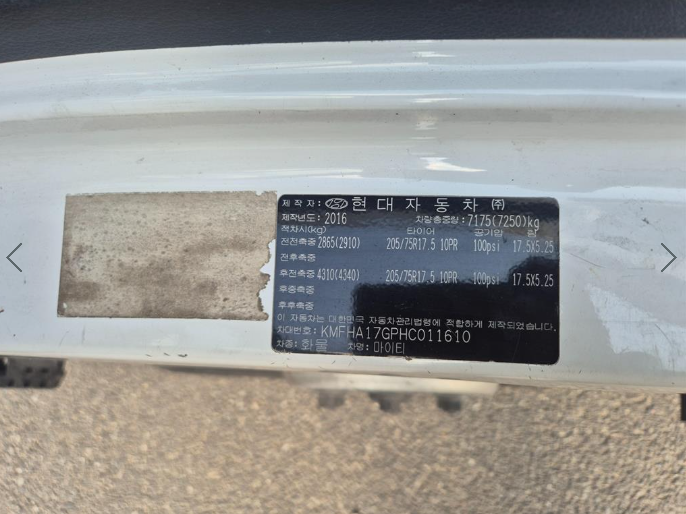 제작자: 현대자동차 ㈜
제작년도: 2016 차량총중량: 7175(7250)kg
적차시(kg) 타이어 공기압 림
전전축중 2865(2910) 205/75R17.5 10PR 100psi 17.5X5.25
전후축중
후전축중 4310(4340) 205/75R17.5 10PR 100psi 17.5X5.25
후중축중
후후축중
이 자동차는 대한민국 자동차관리법령에 적합하게 제작되었습니다.
차대번호: KMFHA17GPHC011610
차종: 화물 차명: 마이티